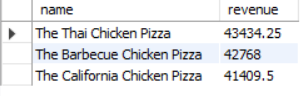 name revenue
The Thai Chicken Pizza 43434.25
The Barbecue Chicken Pizza 42768
The California Chicken Pizza 41409.5